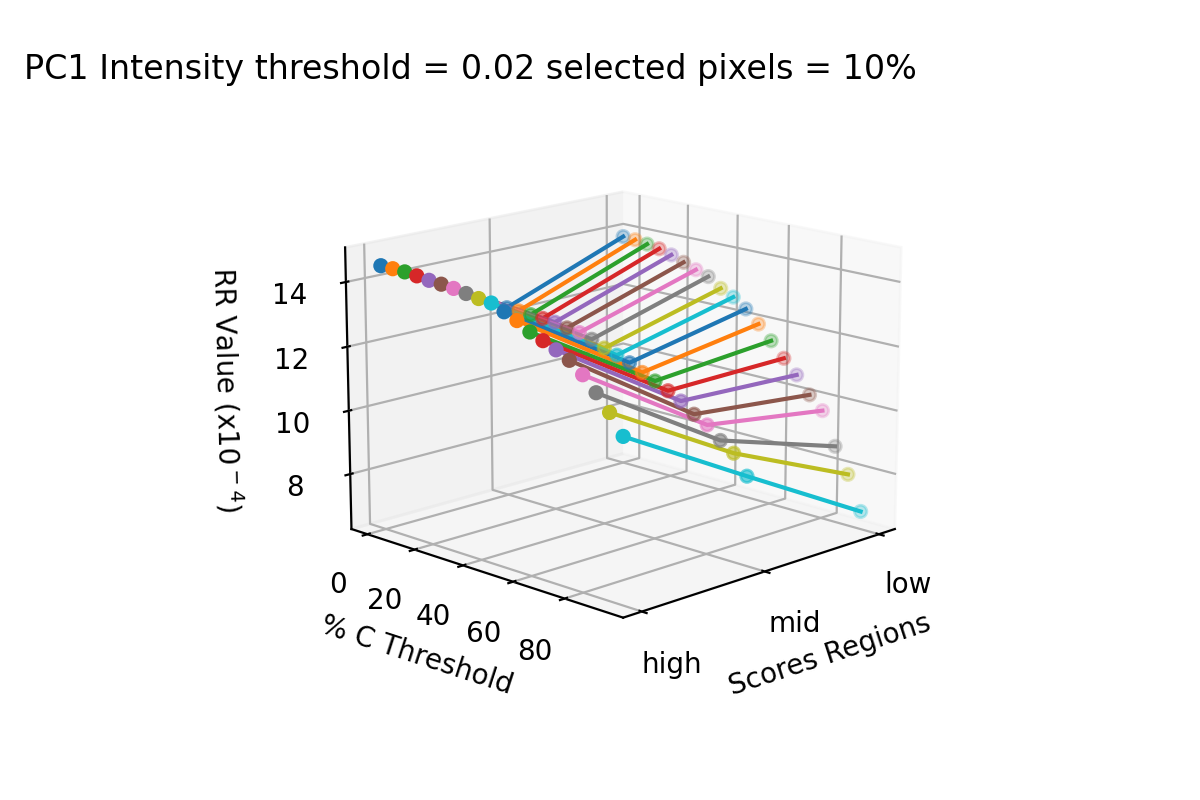 PC1 Intensity threshold = 0.02 selected pixels = 10%
RR Value (x10⁻⁴)
14
12
10
8
0
20
40
60
80
% C Threshold
high
mid
low
Scores Regions